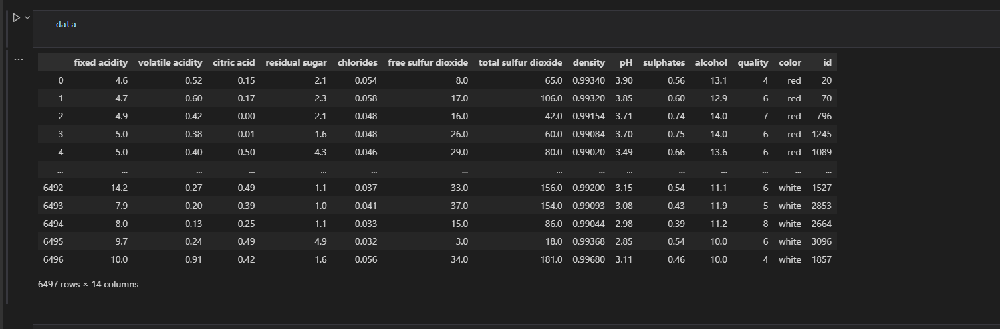 data
fixed acidity volatile acidity citric acid residual sugar chlorides free sulfur dioxide total sulfur dioxide density pH sulphates alcohol quality color id
0 4.6 0.52 0.15 2.1 0.054 8.0 65.0 0.99340 3.90 0.56 13.1 4 red 20
1 4.7 0.60 0.17 2.3 0.058 17.0 106.0 0.99320 3.85 0.60 12.9 6 red 70
2 4.9 0.42 0.00 2.1 0.048 16.0 42.0 0.99154 3.71 0.74 14.0 7 red 796
3 5.0 0.38 0.01 1.6 0.048 26.0 60.0 0.99084 3.70 0.75 14.0 6 red 1245
4 5.0 0.40 0.50 4.3 0.046 29.0 80.0 0.99020 3.49 0.66 13.6 6 red 1089
... ... ... ... ... ... ... ... ... ... ... ... ... ... ...
6492 14.2 0.27 0.49 1.1 0.037 33.0 156.0 0.99200 3.15 0.54 11.1 6 white 1527
6493 7.9 0.20 0.39 1.0 0.041 37.0 154.0 0.99093 3.08 0.43 11.9 5 white 2853
6494 8.0 0.13 0.25 1.1 0.033 15.0 86.0 0.99044 2.98 0.39 11.2 8 white 2664
6495 9.7 0.24 0.49 4.9 0.032 3.0 18.0 0.99368 2.85 0.54 10.0 6 white 3096
6496 10.0 0.91 0.42 1.6 0.056 34.0 181.0 0.99680 3.11 0.46 10.0 4 white 1857
6497 rows × 14 columns